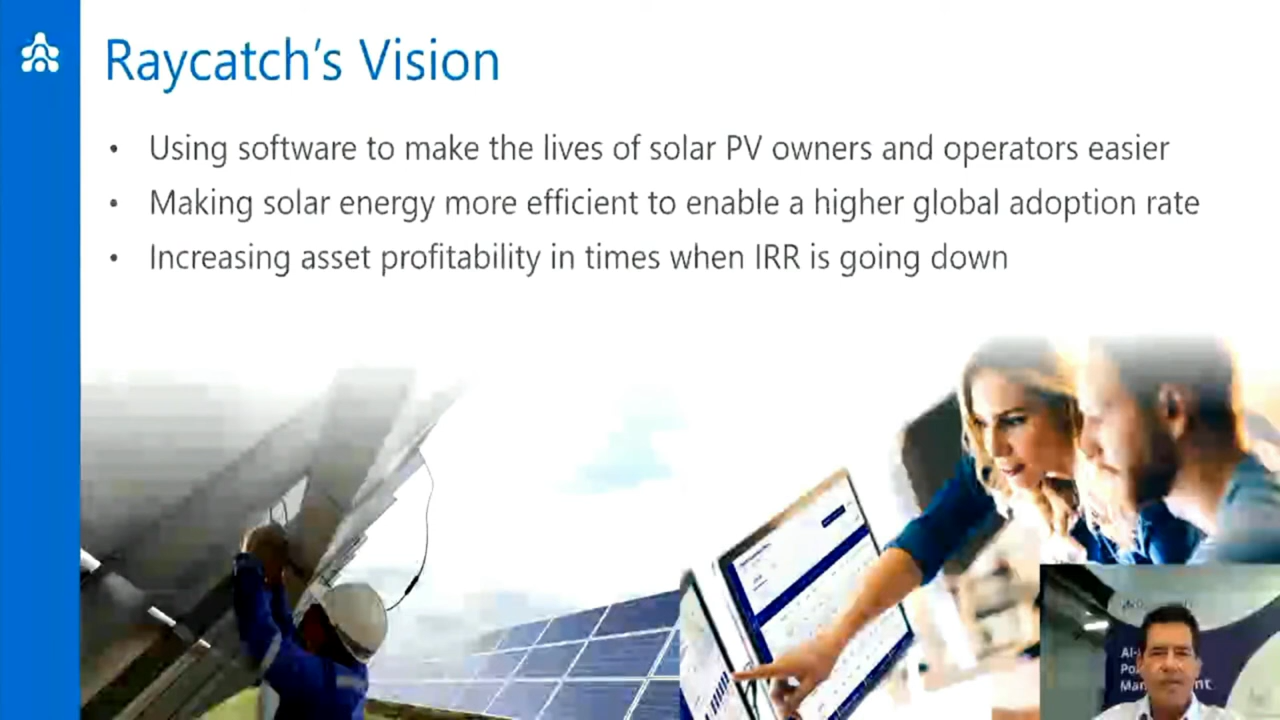 Raycatch's Vision
• Using software to make the lives of solar PV owners and operators easier
• Making solar energy more efficient to enable a higher global adoption rate
• Increasing asset profitability in times when IRR is going down